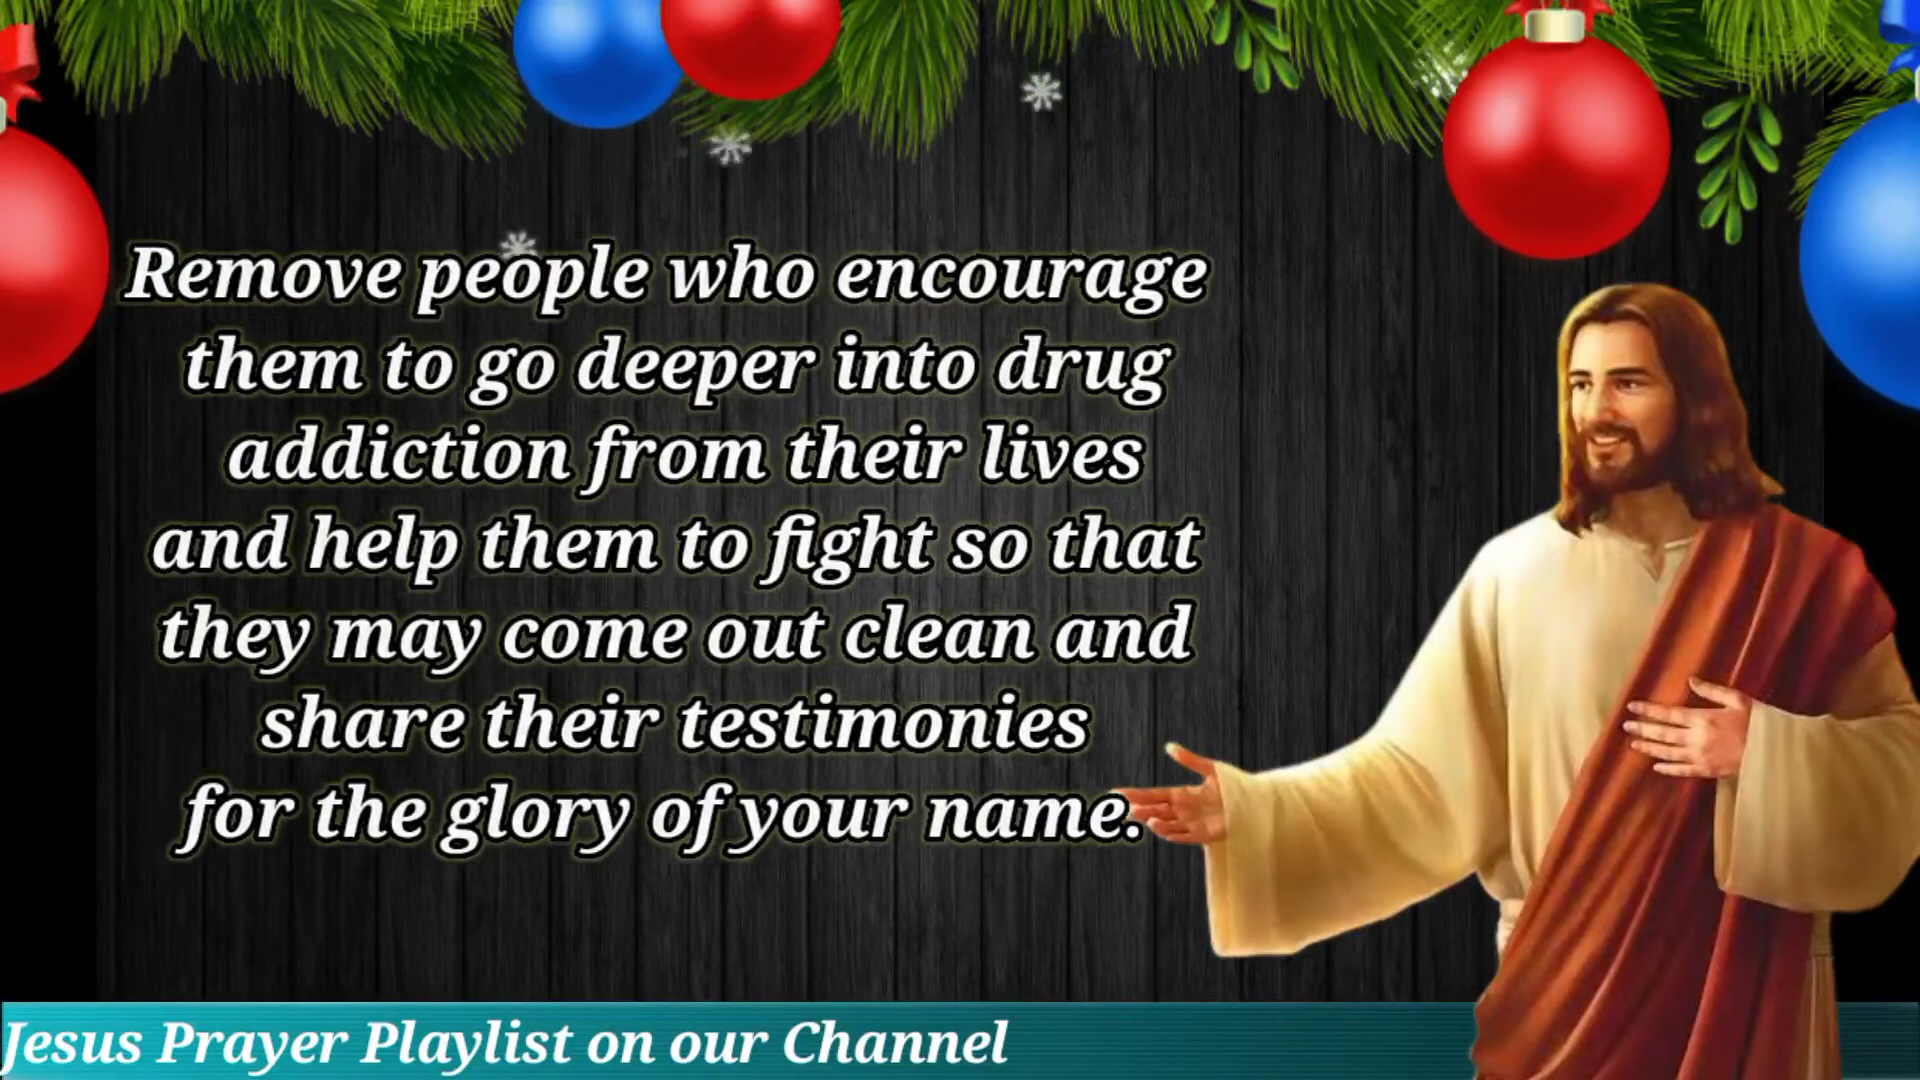 Remove people who encourage
them to go deeper into drug
addiction from their lives
and help them to fight so that
they may come out clean and
share their testimonies
for the glory of your name.
Jesus Prayer Playlist on our Channel